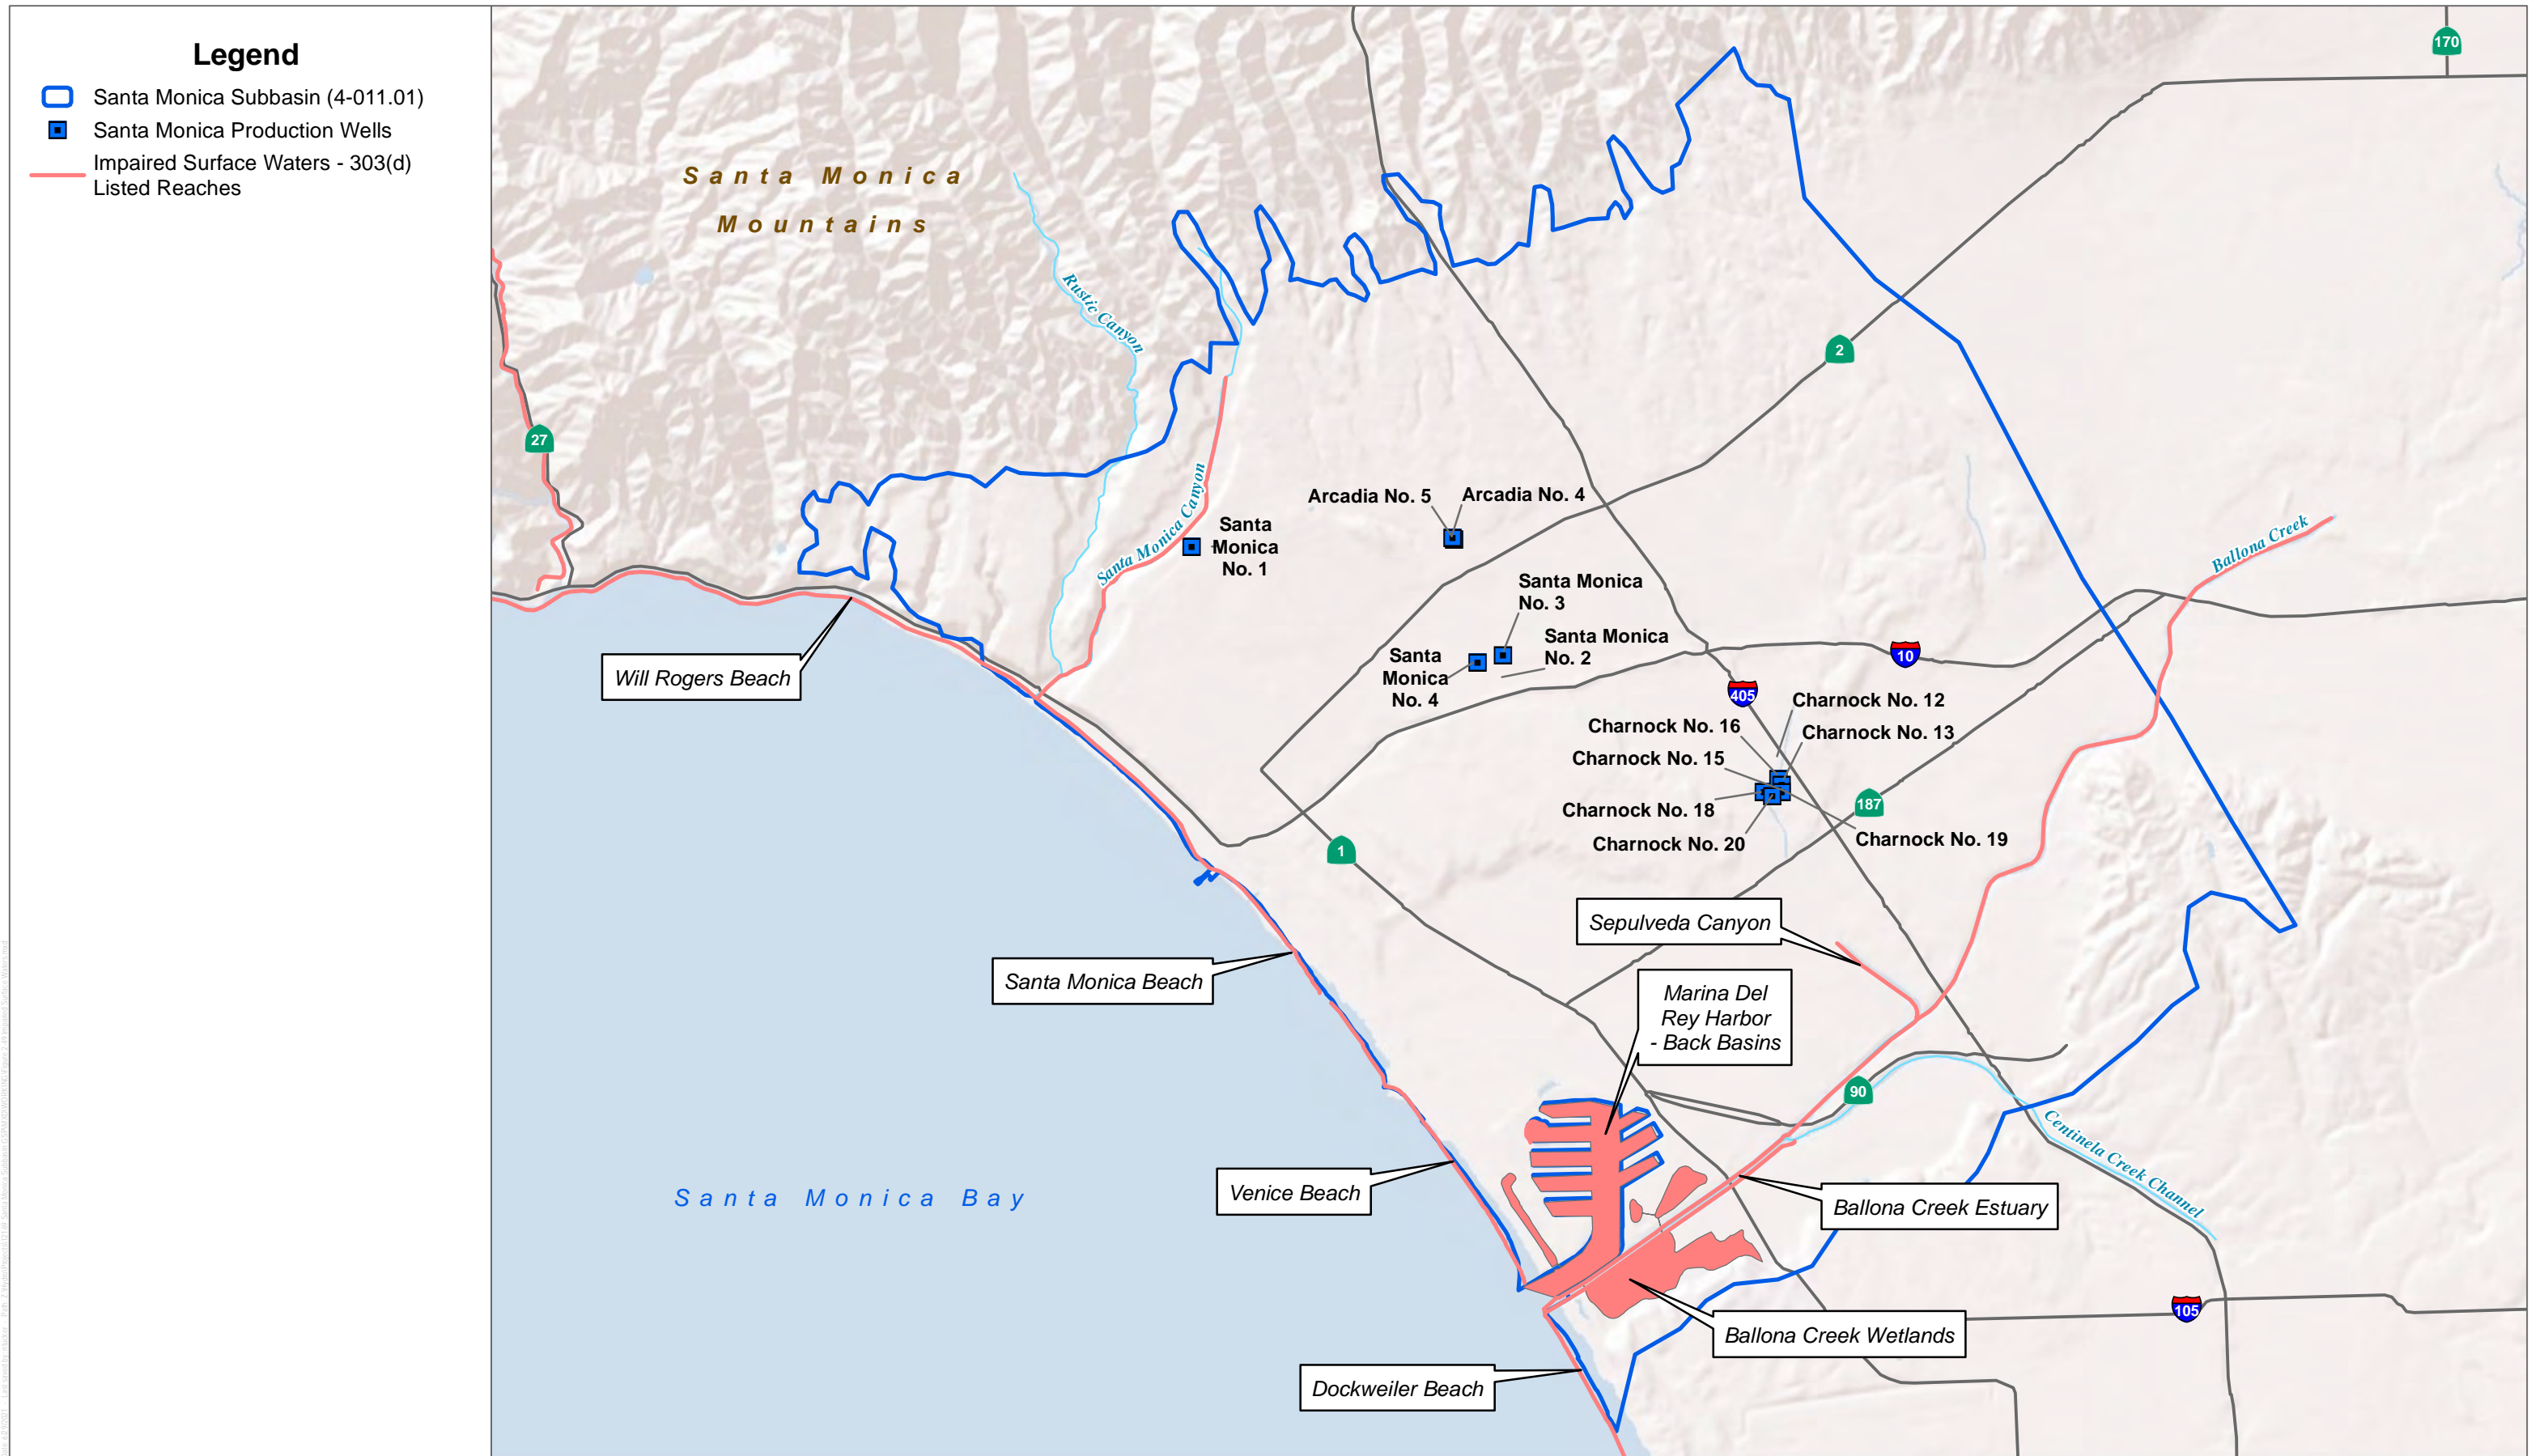 Legend
Santa Monica Subbasin (4-011.01)
Santa Monica Production Wells
Impaired Surface Waters - 303(d)
Listed Reaches
170
Santa Monica
Mountains
Rustic Canyon
2
27
Santa Monica Canyon
Santa
Monica
No. 1
Arcadia No. 5
Arcadia No. 4
Ballona Creek
Santa Monica
No. 3
Santa Monica
No. 2
Santa
Monica
No. 4
10
405
Will Rogers Beach
Charnock No. 12
Charnock No. 16
Charnock No. 13
Charnock No. 15
Charnock No. 18
187
Charnock No. 20
Charnock No. 19
1
Sepulveda Canyon
Santa Monica Beach
Marina Del
Rey Harbor
- Back Basins
90
Centinela Creek Channel
Santa Monica Bay
Venice Beach
Ballona Creek Estuary
105
Ballona Creek Wetlands
Dockweiler Beach